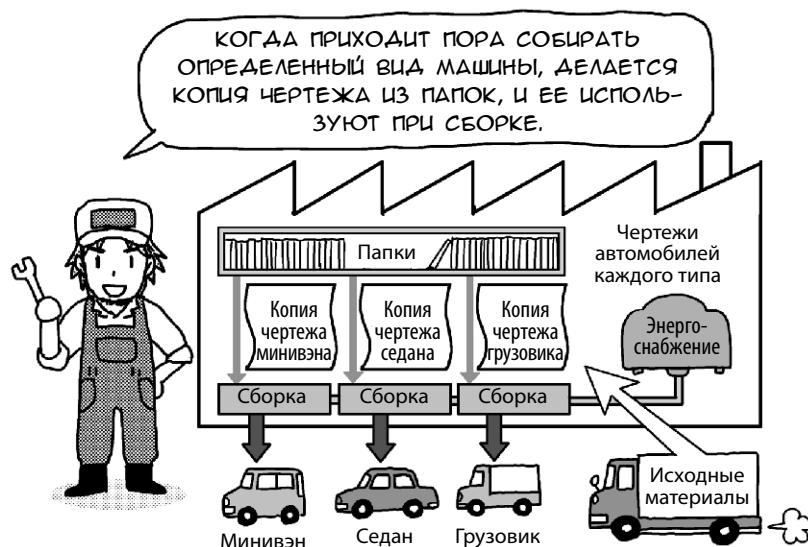 КОГДА ПРИХОДИТ ПОРА СОБИРАТЬ
ОПРЕДЕЛЕННЫЙ ВИД МАШИНЫ, ДЕЛАЕТСЯ
КОПИЯ ЧЕРТЕЖА ИЗ ПАПОК, И ЕЕ ИСПОЛЬ-
ЗУЮТ ПРИ СБОРКЕ.
Папки
Чертежи
автомобилей
каждого типа
Копия
чертежа
минивэна
Копия
чертежа
седана
Копия
чертежа
грузовика
Энерго-
снабжение
Сборка
Сборка
Сборка
Исходные
материалы
Минивэн
Седан
Грузовик